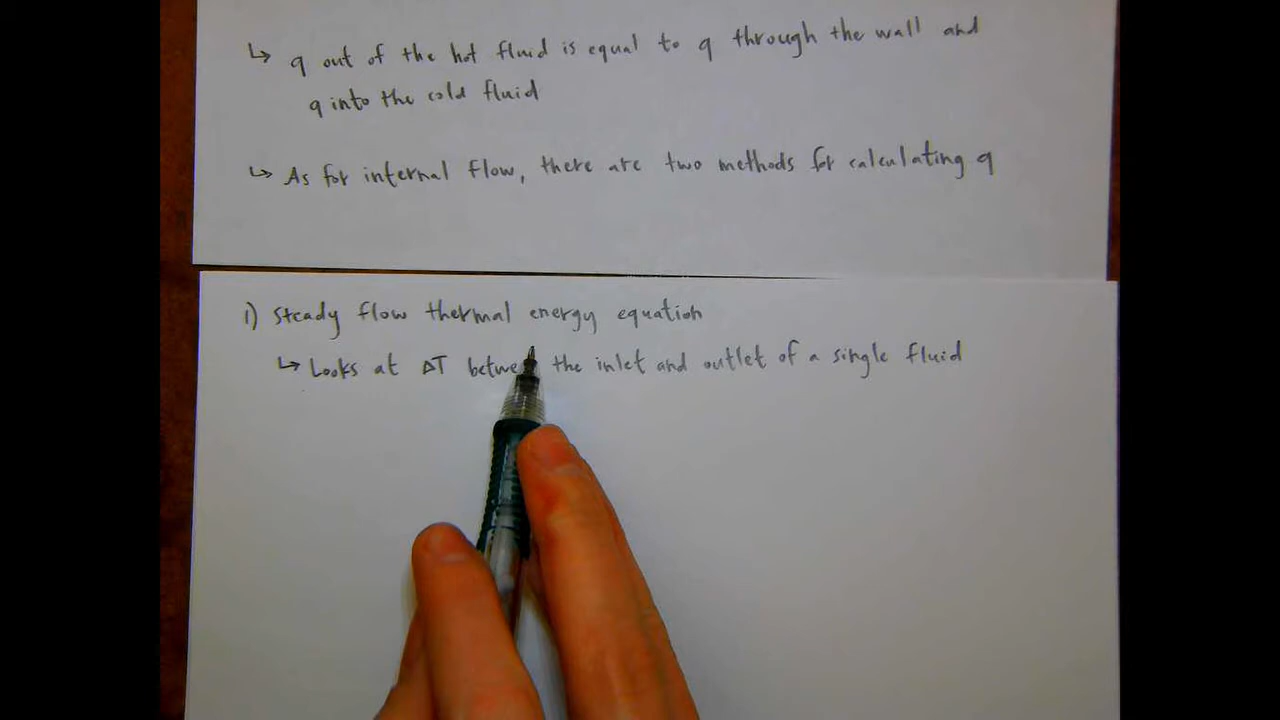 ↳ q out of the hot fluid is equal to q through the wall and
q into the cold fluid
↳ As for internal flow, there are two methods for calculating q
1) Steady flow thermal energy equation
↳ Looks at ΔT between the inlet and outlet of a single fluid